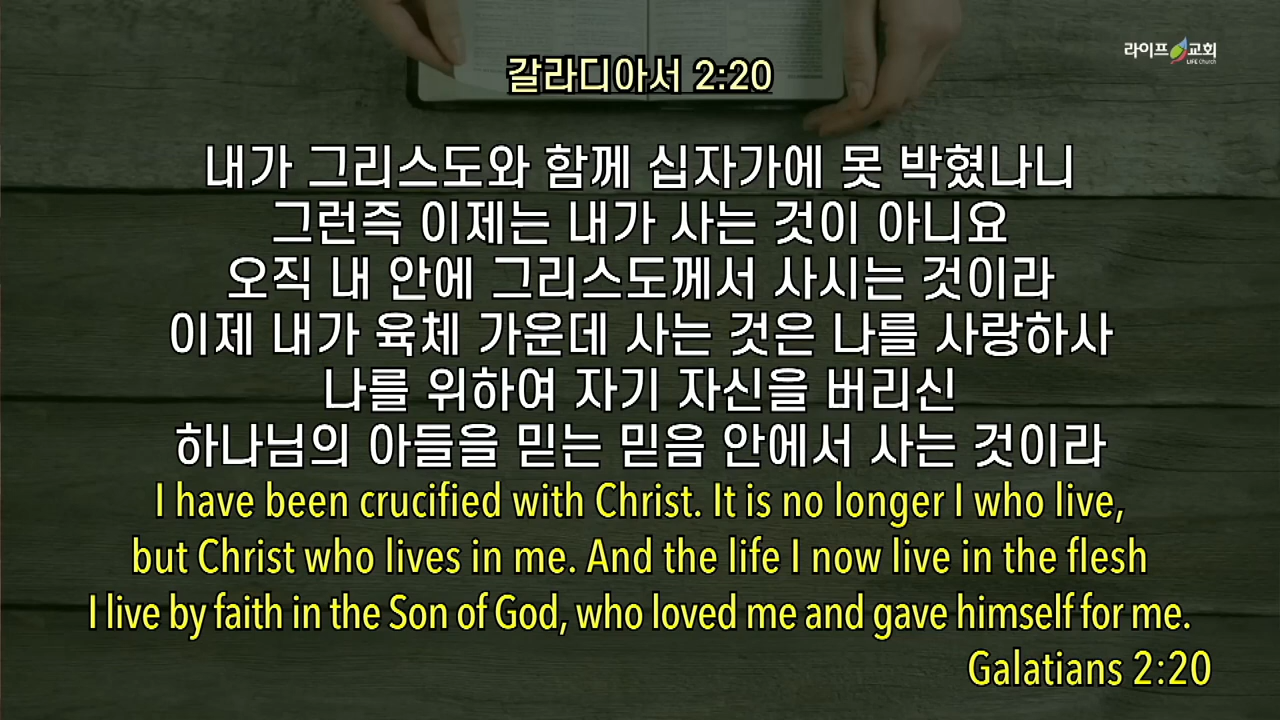 라이프 교회
LIFE Church
갈라디아서 2:20
내가 그리스도와 함께 십자가에 못 박혔나니
그런즉 이제는 내가 사는 것이 아니요
오직 내 안에 그리스도께서 사시는 것이라
이제 내가 육체 가운데 사는 것은 나를 사랑하사
나를 위하여 자기 자신을 버리신
하나님의 아들을 믿는 믿음 안에서 사는 것이라
I have been crucified with Christ. It is no longer I who live,
but Christ who lives in me. And the life I now live in the flesh
I live by faith in the Son of God, who loved me and gave himself for me.
Galatians 2:20